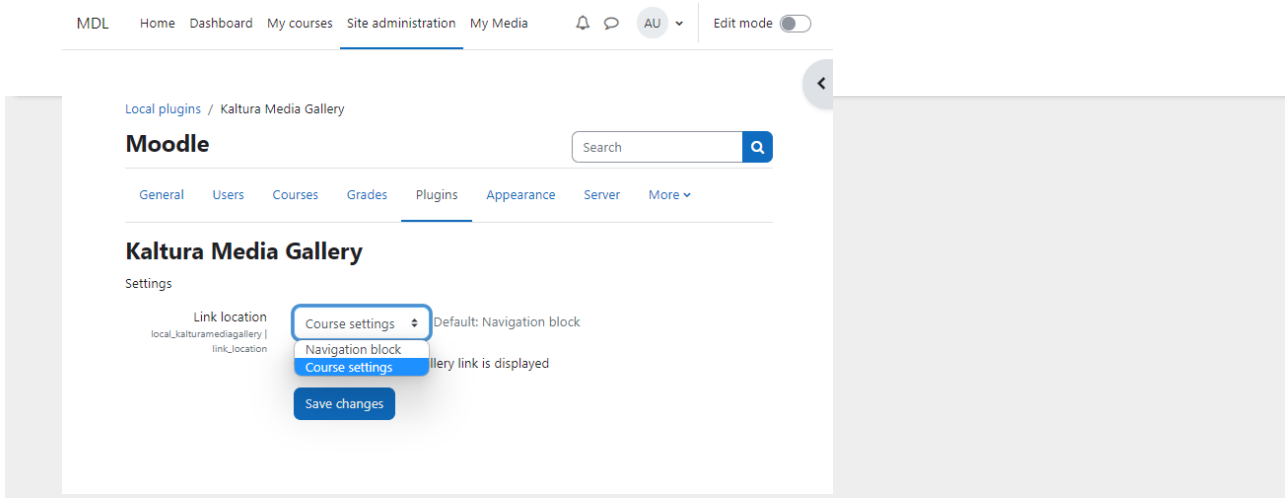 MDL Home Dashboard My courses Site administration My Media AU Edit mode
Local plugins / Kaltura Media Gallery
Moodle
Search
General Users Courses Grades Plugins Appearance Server More
Kaltura Media Gallery
Settings
Link location
local_kalturamediagallery |
link_location
Course settings Default: Navigation block
Navigation block
Course settings
llery link is displayed
Save changes